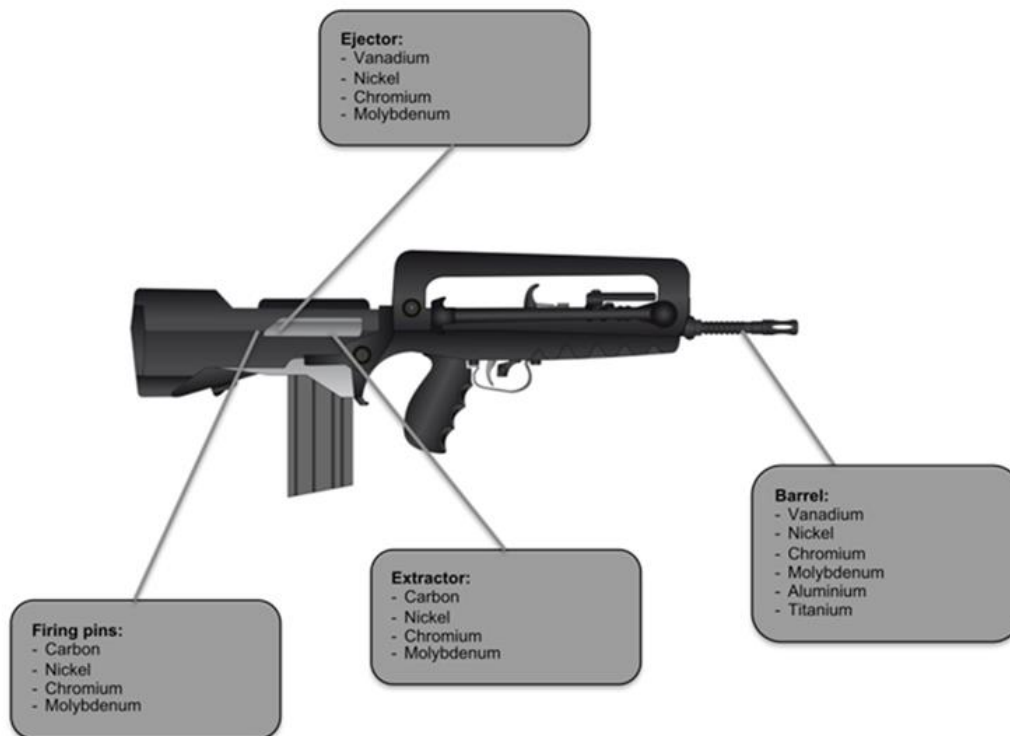 Ejector:
- Vanadium
- Nickel
- Chromium
- Molybdenum
Barrel:
- Vanadium
- Nickel
- Chromium
- Molybdenum
- Aluminium
- Titanium
Extractor:
- Carbon
- Nickel
- Chromium
- Molybdenum
Firing pins:
- Carbon
- Nickel
- Chromium
- Molybdenum